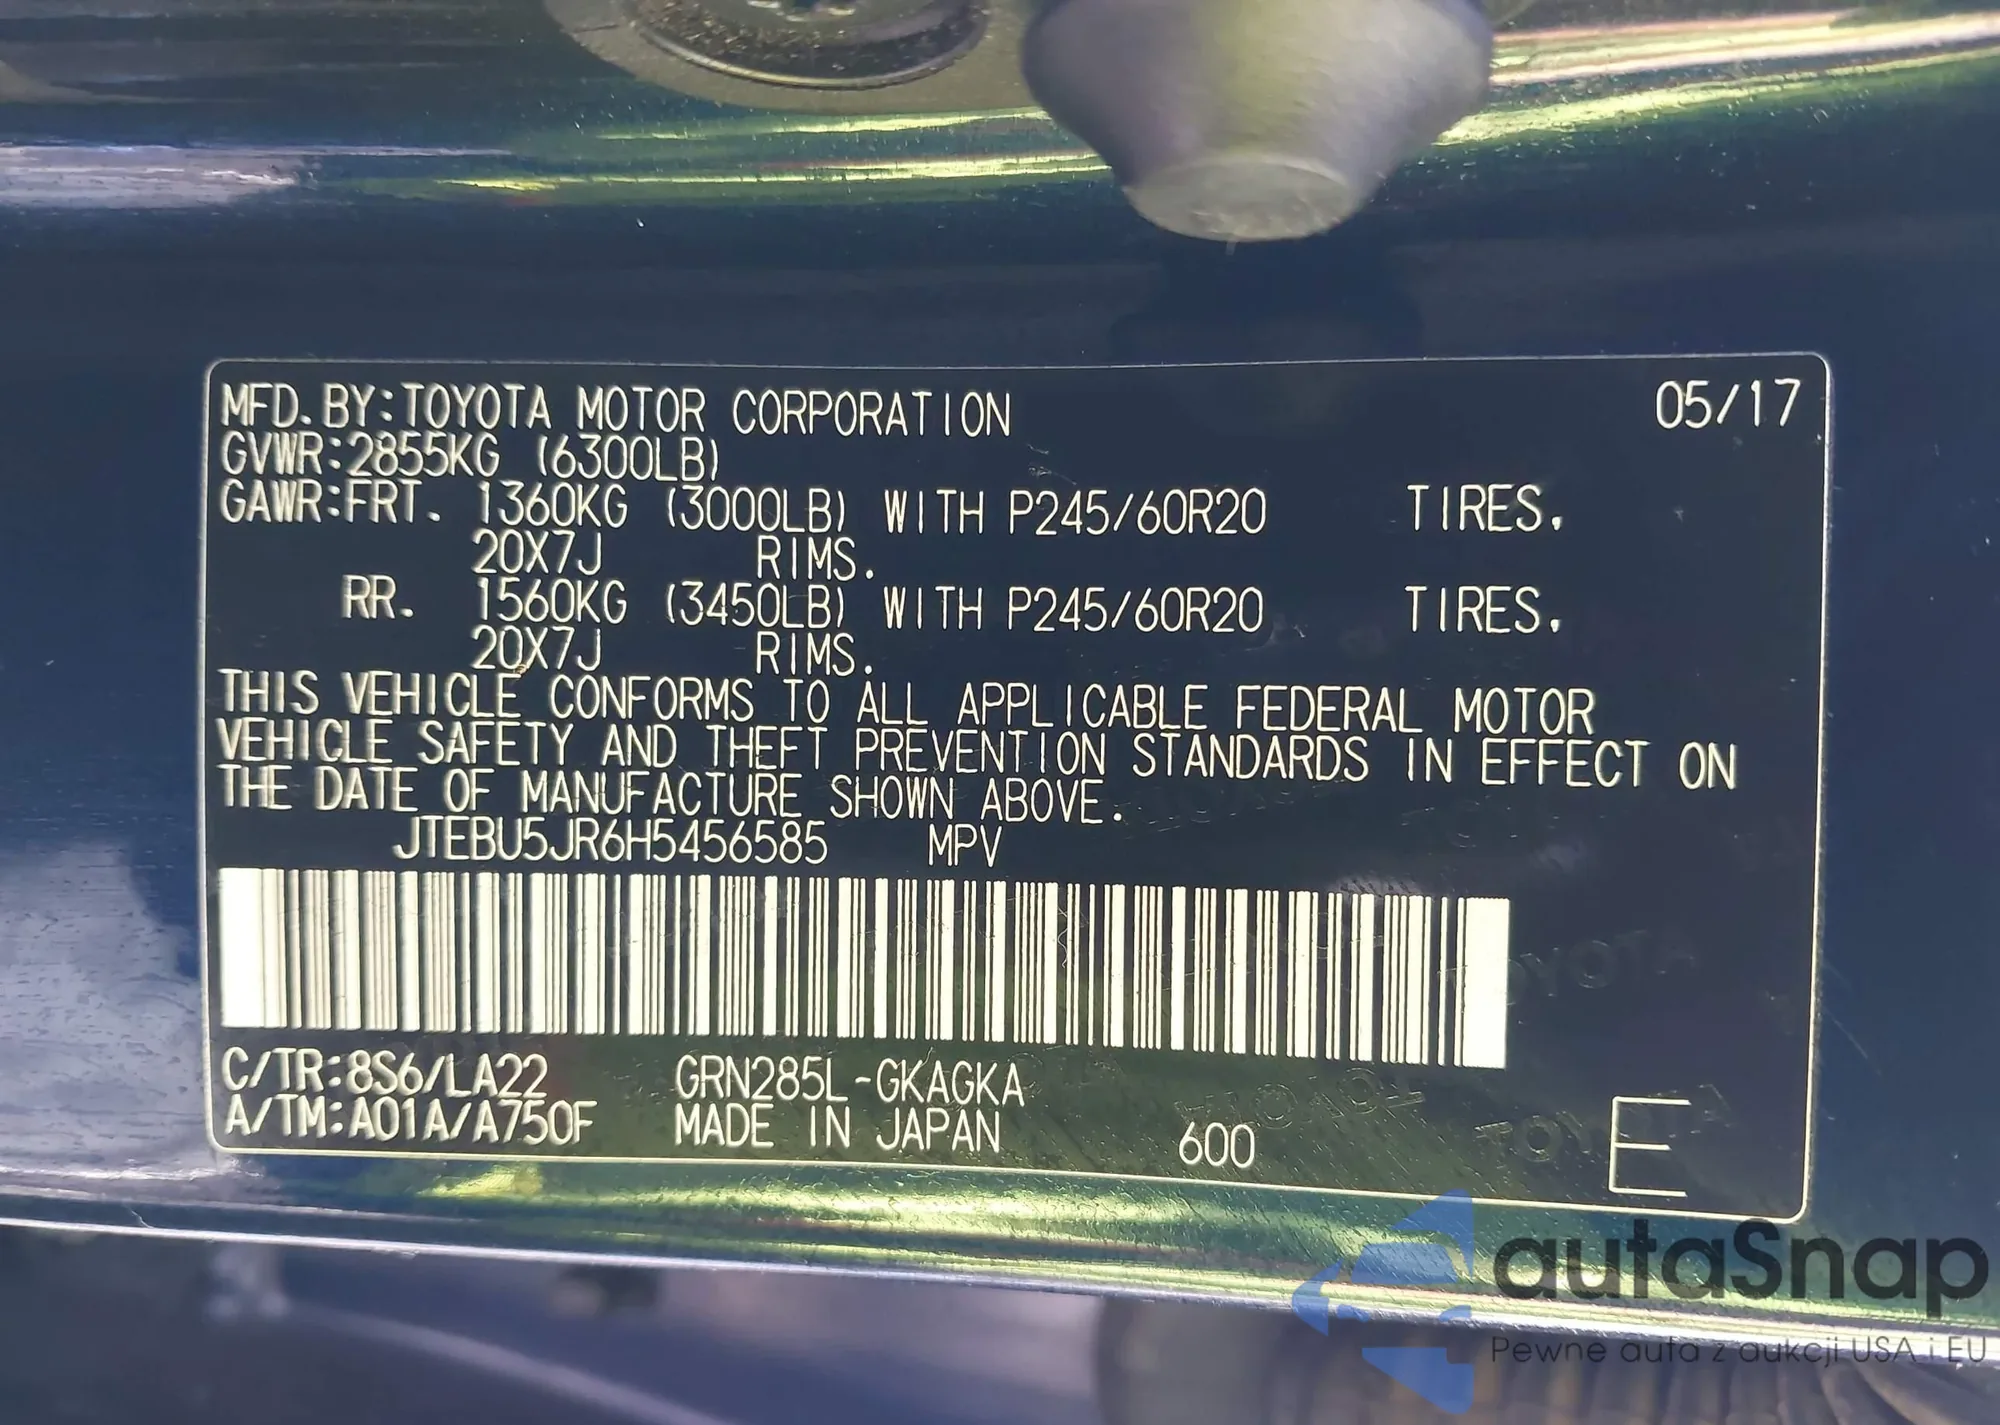 MFD.BY:TOYOTA MOTOR CORPORATION 05/17
GVWR:2855KG (6300LB)
GAWR:FRT. 1360KG (3000LB) WITH P245/60R20 TIRES.
20X7J RIMS.
RR. 1560KG (3450LB) WITH P245/60R20 TIRES.
20X7J RIMS.
THIS VEHICLE CONFORMS TO ALL APPLICABLE FEDERAL MOTOR
VEHICLE SAFETY AND THEFT PREVENTION STANDARDS IN EFFECT ON
THE DATE OF MANUFACTURE SHOWN ABOVE.
JTEBU5JR6H5456585 MPV
C/TR:8S6/LA22 GRN285L-GKAGKA
A/TM:A01A/A750F MADE IN JAPAN 600 E
autaSnap
Pewne auta z aukcji USA i EU